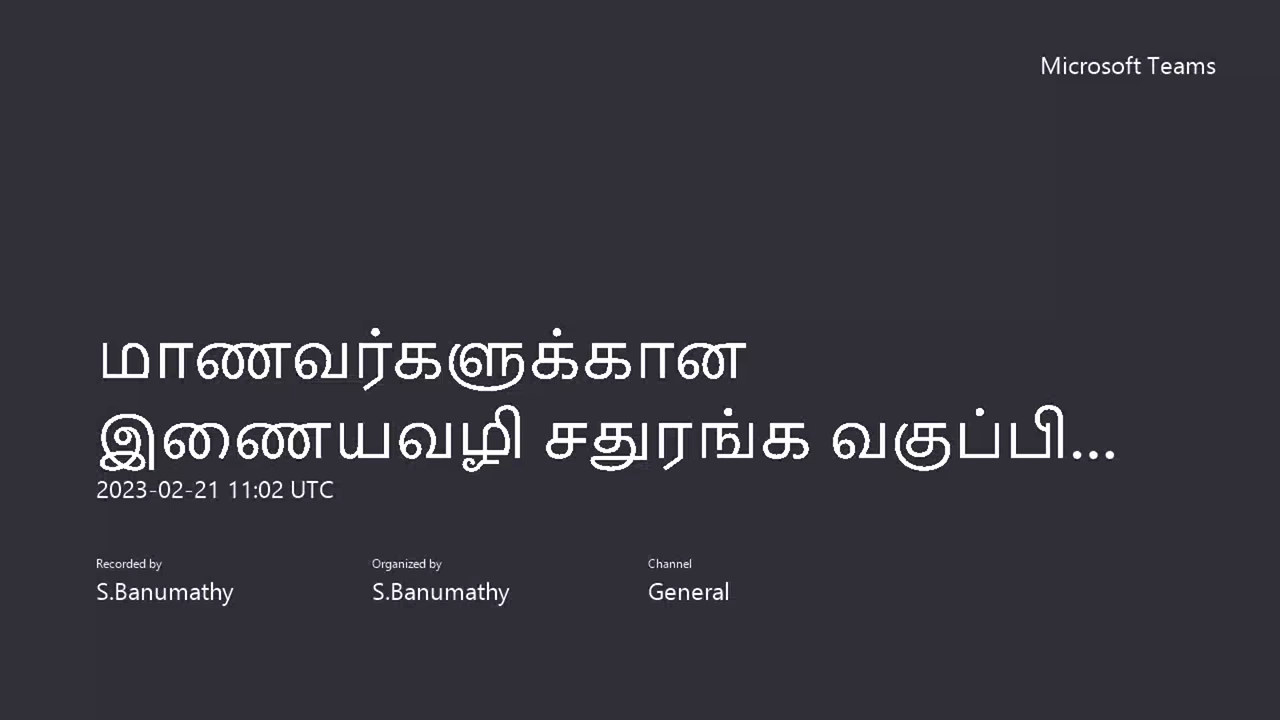 Microsoft Teams
மாணவர்களுக்கான
இணையவழி சதுரங்க வகுப்பி...
2023-02-21 11:02 UTC
Recorded by
S.Banumathy
Organized by
S.Banumathy
Channel
General